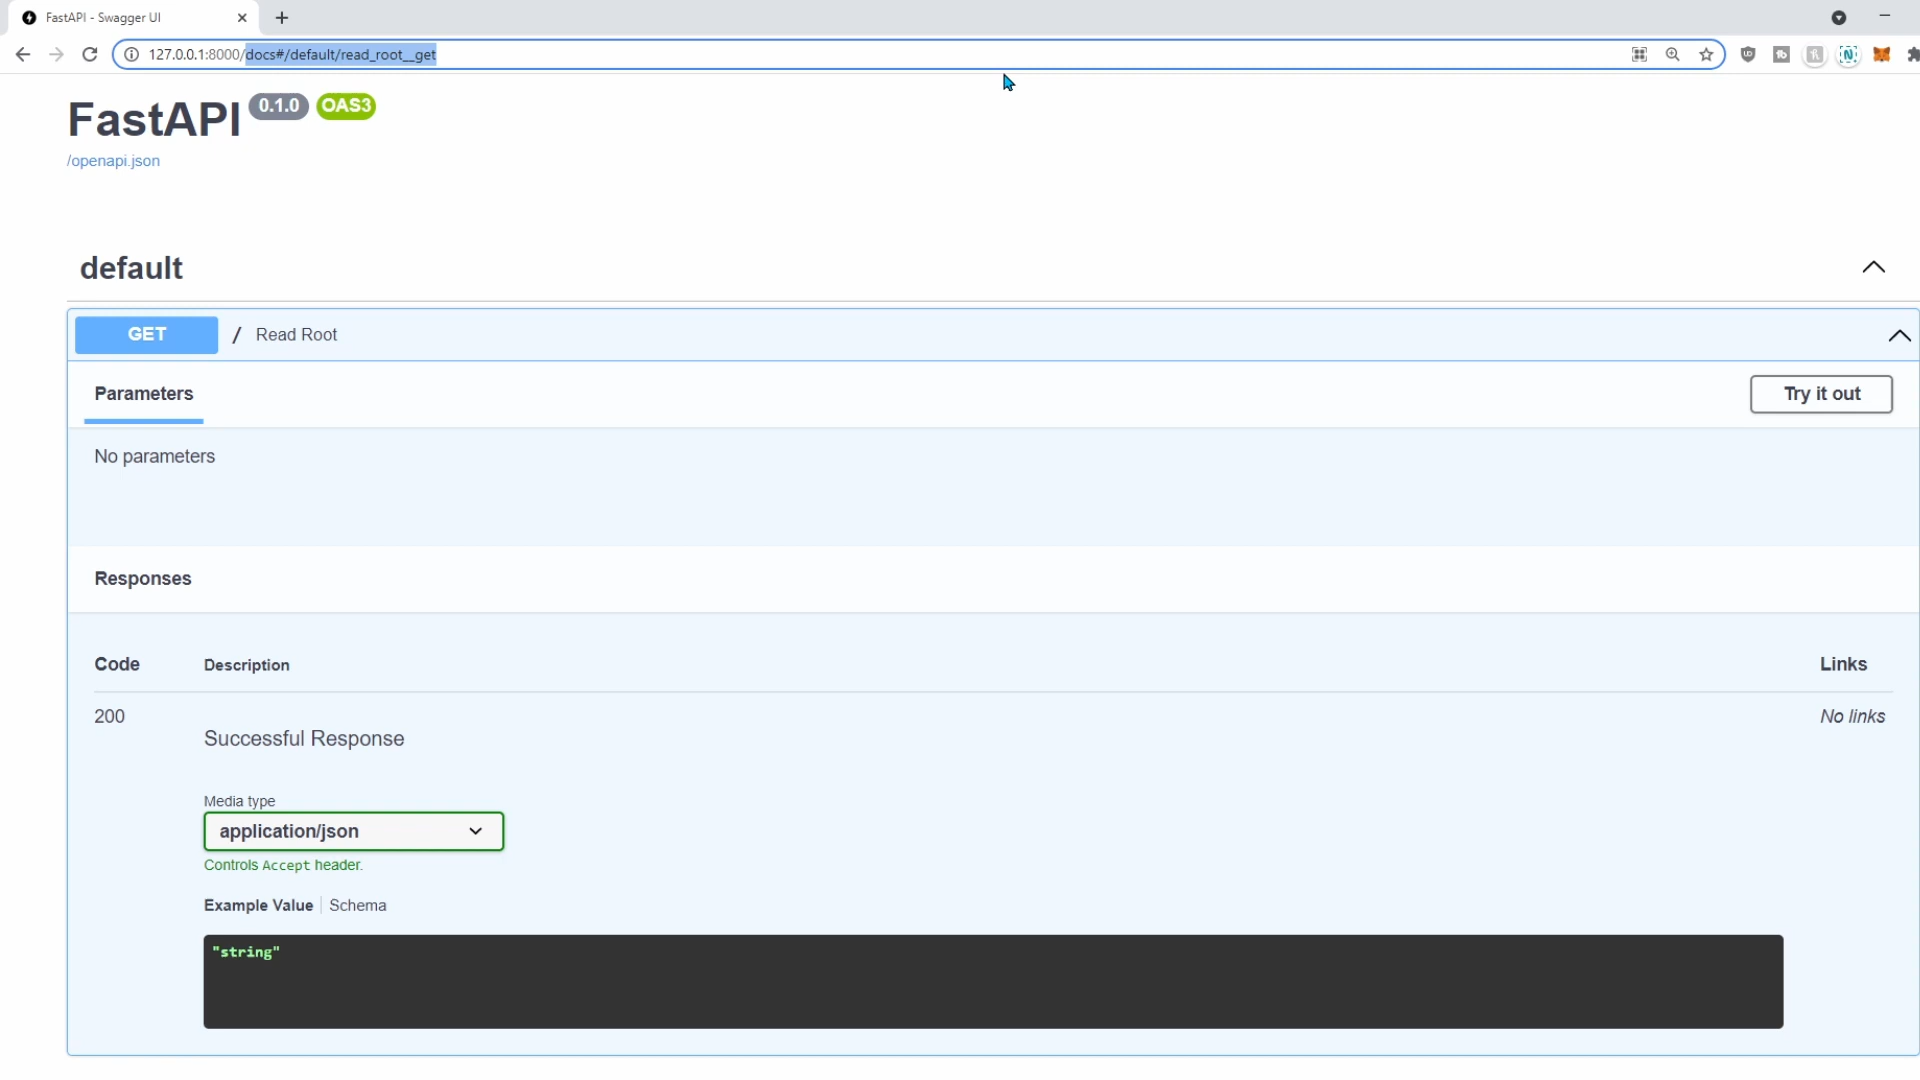 FastAPI - Swagger UI
127.0.0.1:8000/docs#/default/read_root__get
FastAPI 0.1.0 OAS3
/openapi.json
default
GET / Read Root
Parameters
Try it out
No parameters
Responses
Code Description Links
200 Successful Response No links
Media type
application/json
Controls Accept header.
Example Value Schema
"string"